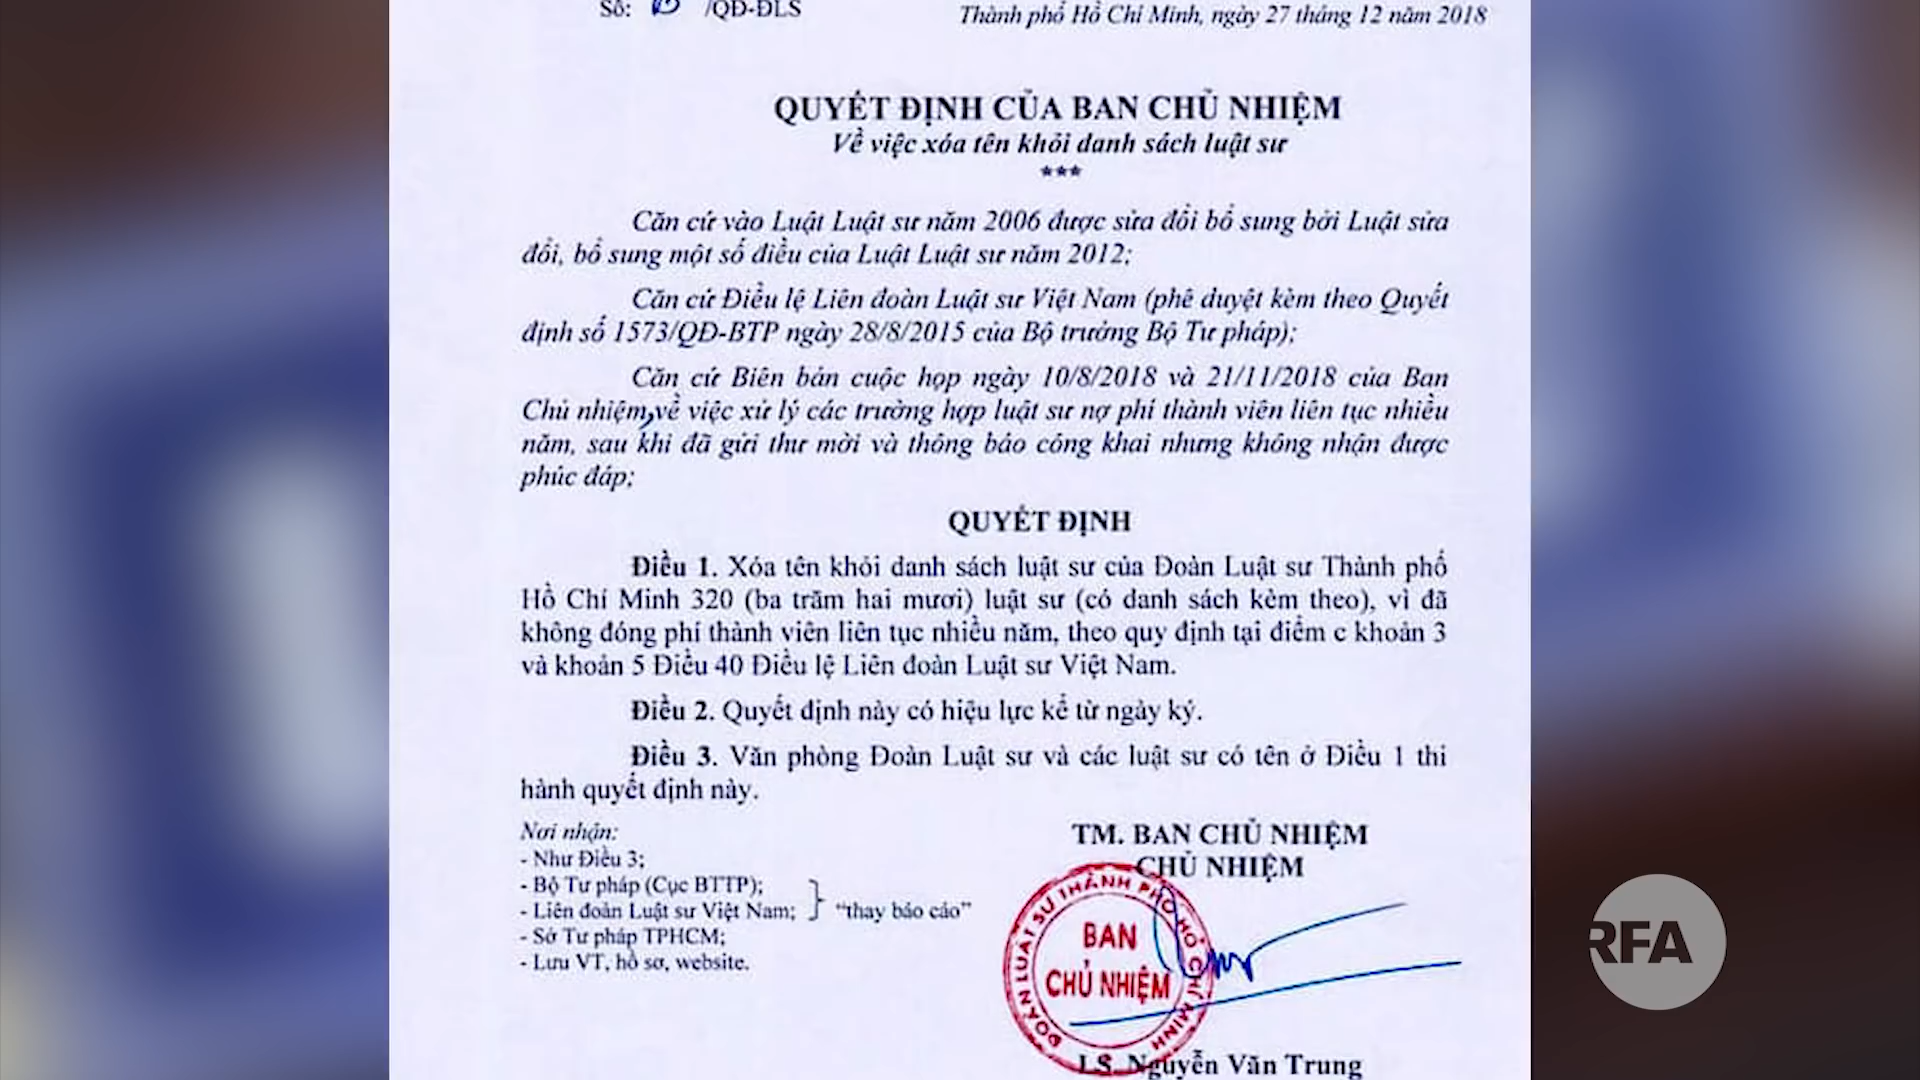 Số: /QĐ-ĐLS
Thành phố Hồ Chí Minh, ngày 27 tháng 12 năm 2018
QUYẾT ĐỊNH CỦA BAN CHỦ NHIỆM
Về việc xóa tên khỏi danh sách luật sư
***
Căn cứ vào Luật Luật sư năm 2006 được sửa đổi bổ sung bởi Luật sửa
đổi, bổ sung một số điều của Luật Luật sư năm 2012;
Căn cứ Điều lệ Liên đoàn Luật sư Việt Nam (phê duyệt kèm theo Quyết
định số 1573/QĐ-BTP ngày 28/8/2015 của Bộ trưởng Bộ Tư pháp);
Căn cứ Biên bản cuộc họp ngày 10/8/2018 và 21/11/2018 của Ban
Chủ nhiệm, về việc xử lý các trường hợp luật sư nợ phí thành viên liên tục nhiều
năm, sau khi đã gửi thư mời và thông báo công khai nhưng không nhận được
phúc đáp;
QUYẾT ĐỊNH
Điều 1. Xóa tên khỏi danh sách luật sư của Đoàn Luật sư Thành phố
Hồ Chí Minh 320 (ba trăm hai mươi) luật sư (có danh sách kèm theo), vì đã
không đóng phí thành viên liên tục nhiều năm, theo quy định tại điểm c khoản 3
và khoản 5 Điều 40 Điều lệ Liên đoàn Luật sư Việt Nam.
Điều 2. Quyết định này có hiệu lực kể từ ngày ký.
Điều 3. Văn phòng Đoàn Luật sư và các luật sư có tên ở Điều 1 thi
hành quyết định này.
Nơi nhận:
- Như Điều 3;
- Bộ Tư pháp (Cục BTTP);
- Liên đoàn Luật sư Việt Nam; "thay báo cáo"
- Sở Tư pháp TPHCM;
- Lưu VT, hồ sơ, website.
TM. BAN CHỦ NHIỆM
CHỦ NHIỆM
ĐOÀN LUẬT SƯ THÀNH PHỐ HỒ CHÍ MINH
BAN
CHỦ NHIỆM
LS. Nguyễn Văn Trung
RFA